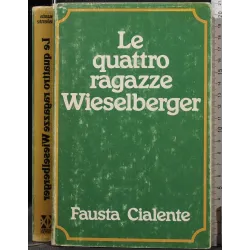 Le quattro ragazze Wieselberger
Le
quattro
ragazze
Wieselberger
Fausta Cialente